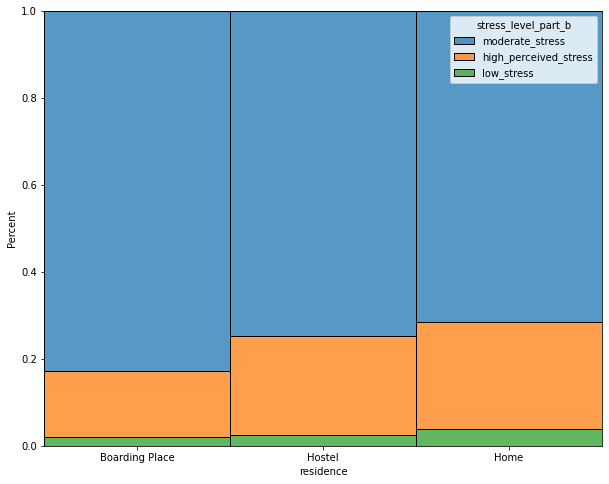 stress_level_part_b
moderate_stress
high_perceived_stress
low_stress
1.0
0.8
0.6
0.4
0.2
0.0
Percent
Boarding Place
Hostel
Home
residence